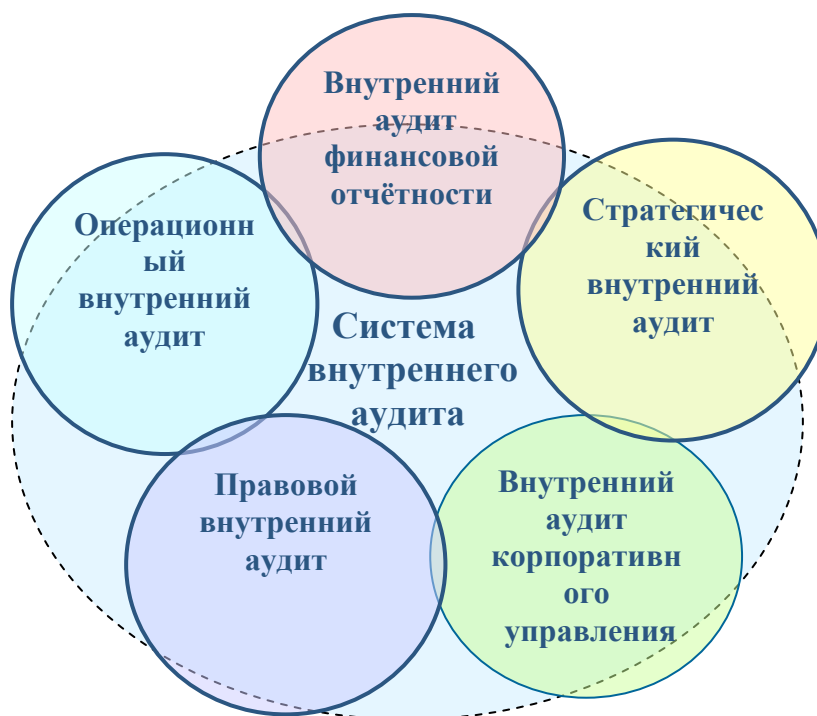 Внутренний
аудит
финансовой
отчётности
Операционн
ый
внутренний
аудит
Стратегичес
кий
внутренний
аудит
Система
внутреннего
аудита
Правовой
внутренний
аудит
Внутренний
аудит
корпоративн
ого
управления